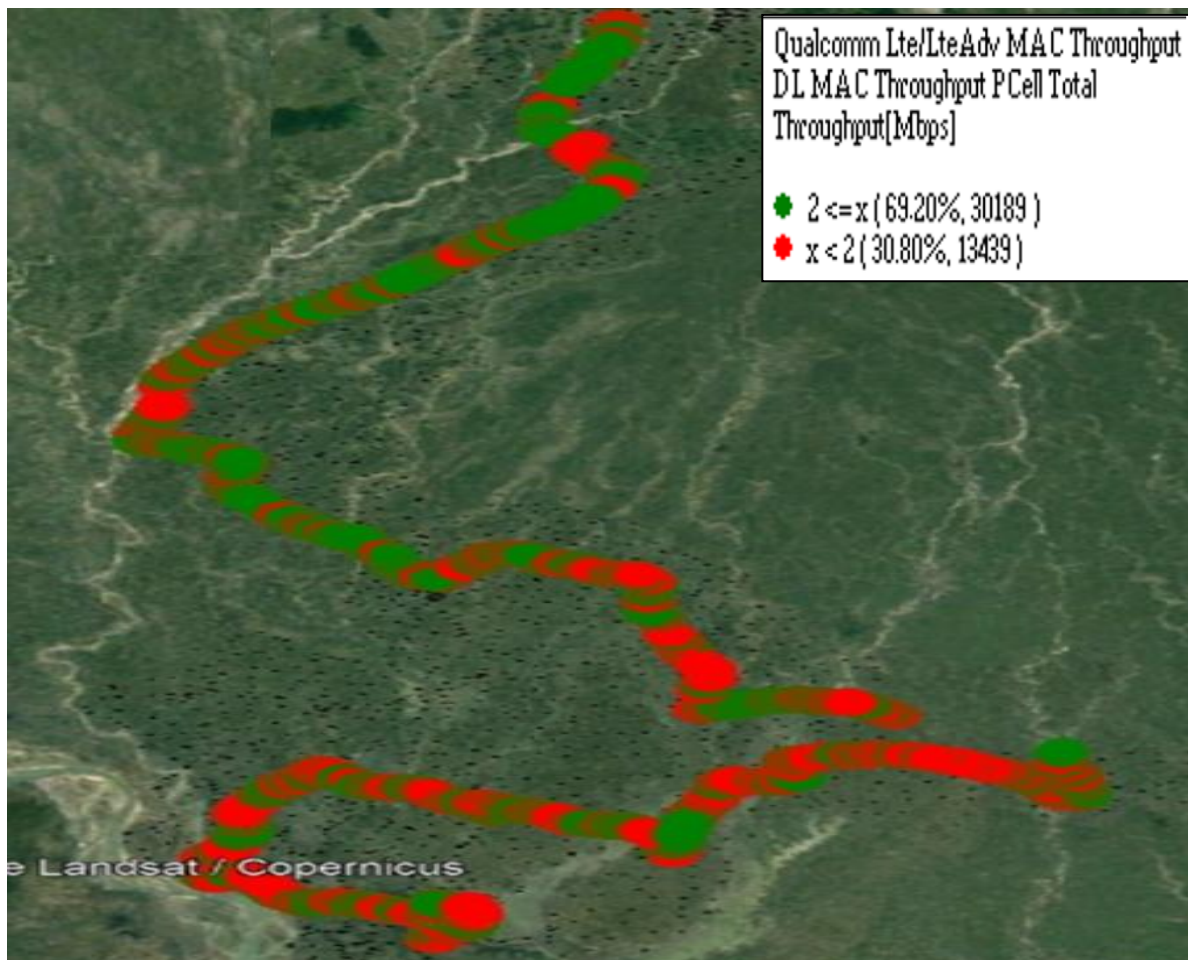 Qualcomm Lte/LteAdv MAC Throughput
DL MAC Throughput PCell Total
Throughput[Mbps]
2 <= x ( 69.20%, 30189 )
x < 2 ( 30.80%, 13439 )
e Landsat / Copernicus